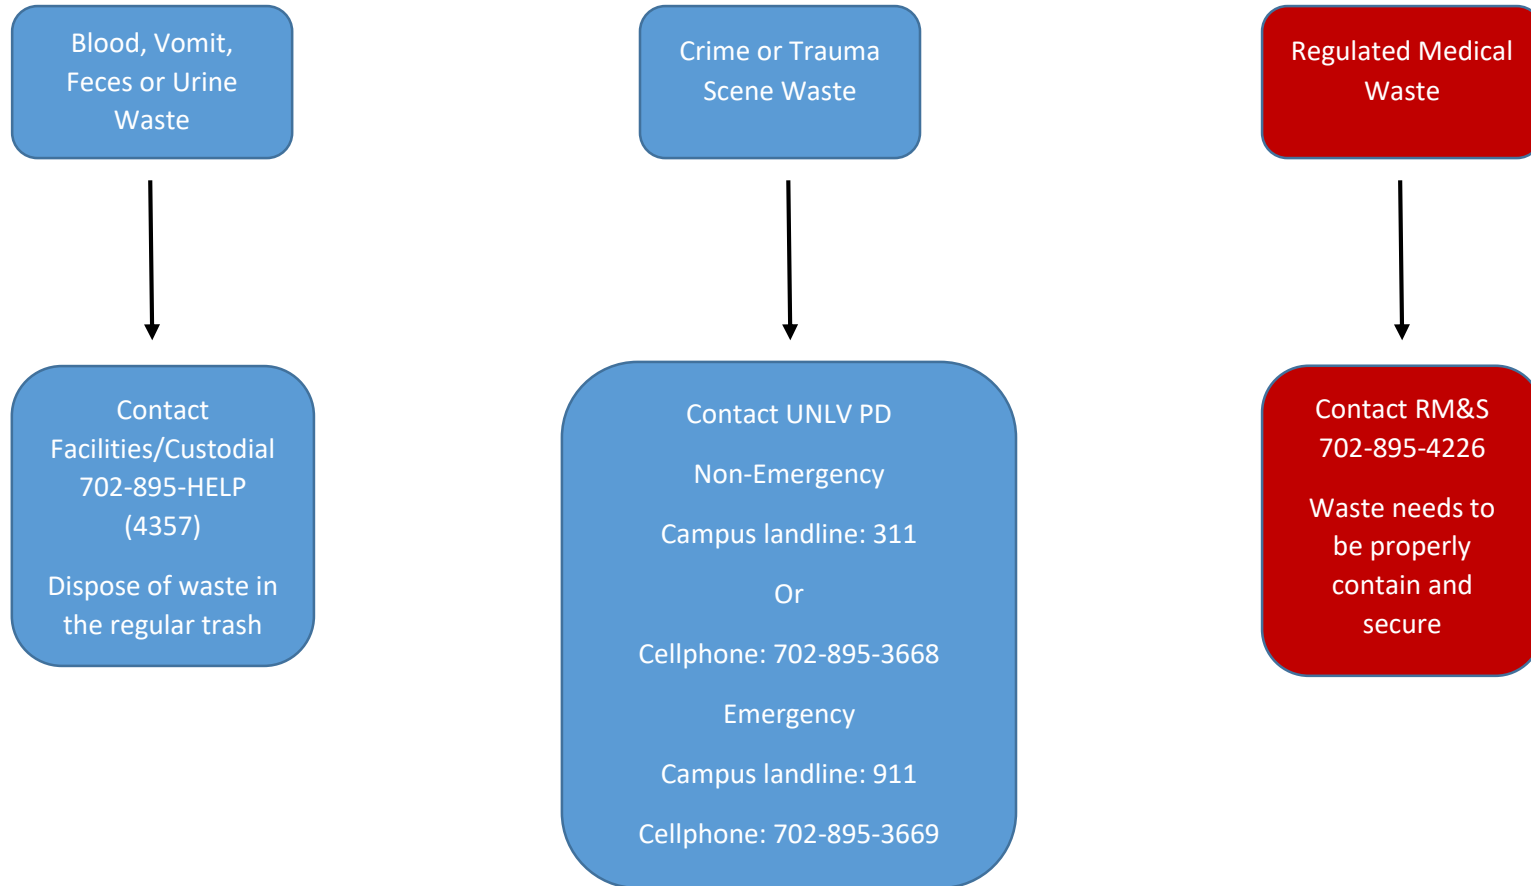 Blood, Vomit,
Feces or Urine
Waste
Crime or Trauma
Scene Waste
Regulated Medical
Waste
Contact
Facilities/Custodial
702-895-HELP
(4357)
Dispose of waste in
the regular trash
Contact UNLV PD
Non-Emergency
Campus landline: 311
Or
Cellphone: 702-895-3668
Emergency
Campus landline: 911
Cellphone: 702-895-3669
Contact RM&S
702-895-4226
Waste needs to
be properly
contain and
secure